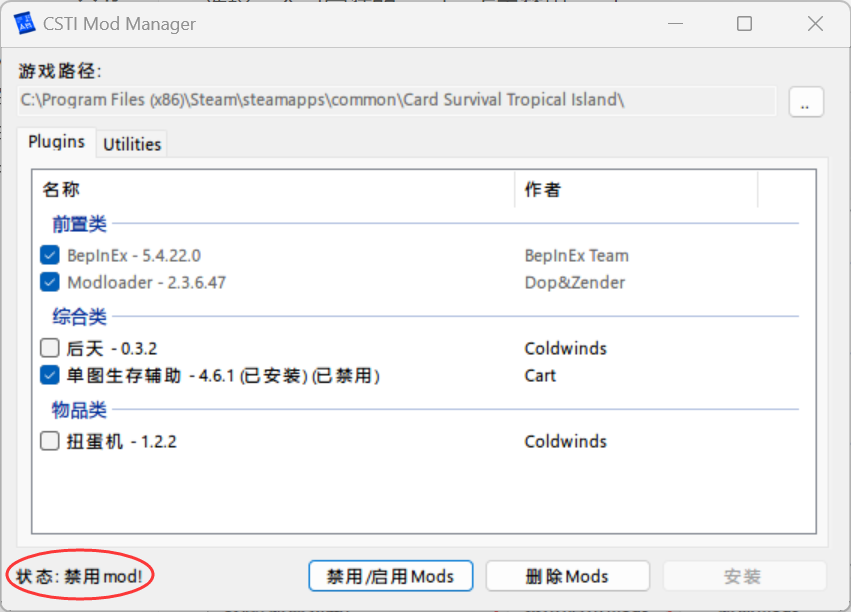 CSTI Mod Manager
游戏路径:
C:\Program Files (x86)\Steam\steamapps\common\Card Survival Tropical Island\
..
Plugins Utilities
名称 作者
前置类
BepInEx - 5.4.22.0 BepInEx Team
Modloader - 2.3.6.47 Dop&Zender
综合类
后天 - 0.3.2 Coldwinds
单图生存辅助 - 4.6.1 (已安装) (已禁用) Cart
物品类
扭蛋机 - 1.2.2 Coldwinds
状态: 禁用mod! 禁用/启用Mods 删除Mods 安装